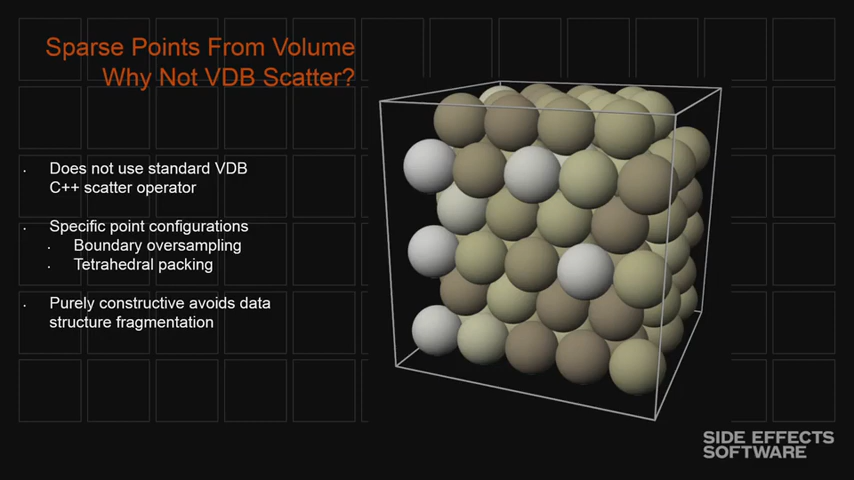 Sparse Points From Volume
Why Not VDB Scatter?
· Does not use standard VDB
C++ scatter operator
· Specific point configurations
· Boundary oversampling
· Tetrahedral packing
· Purely constructive avoids data
structure fragmentation
SIDE EFFECTS
SOFTWARE